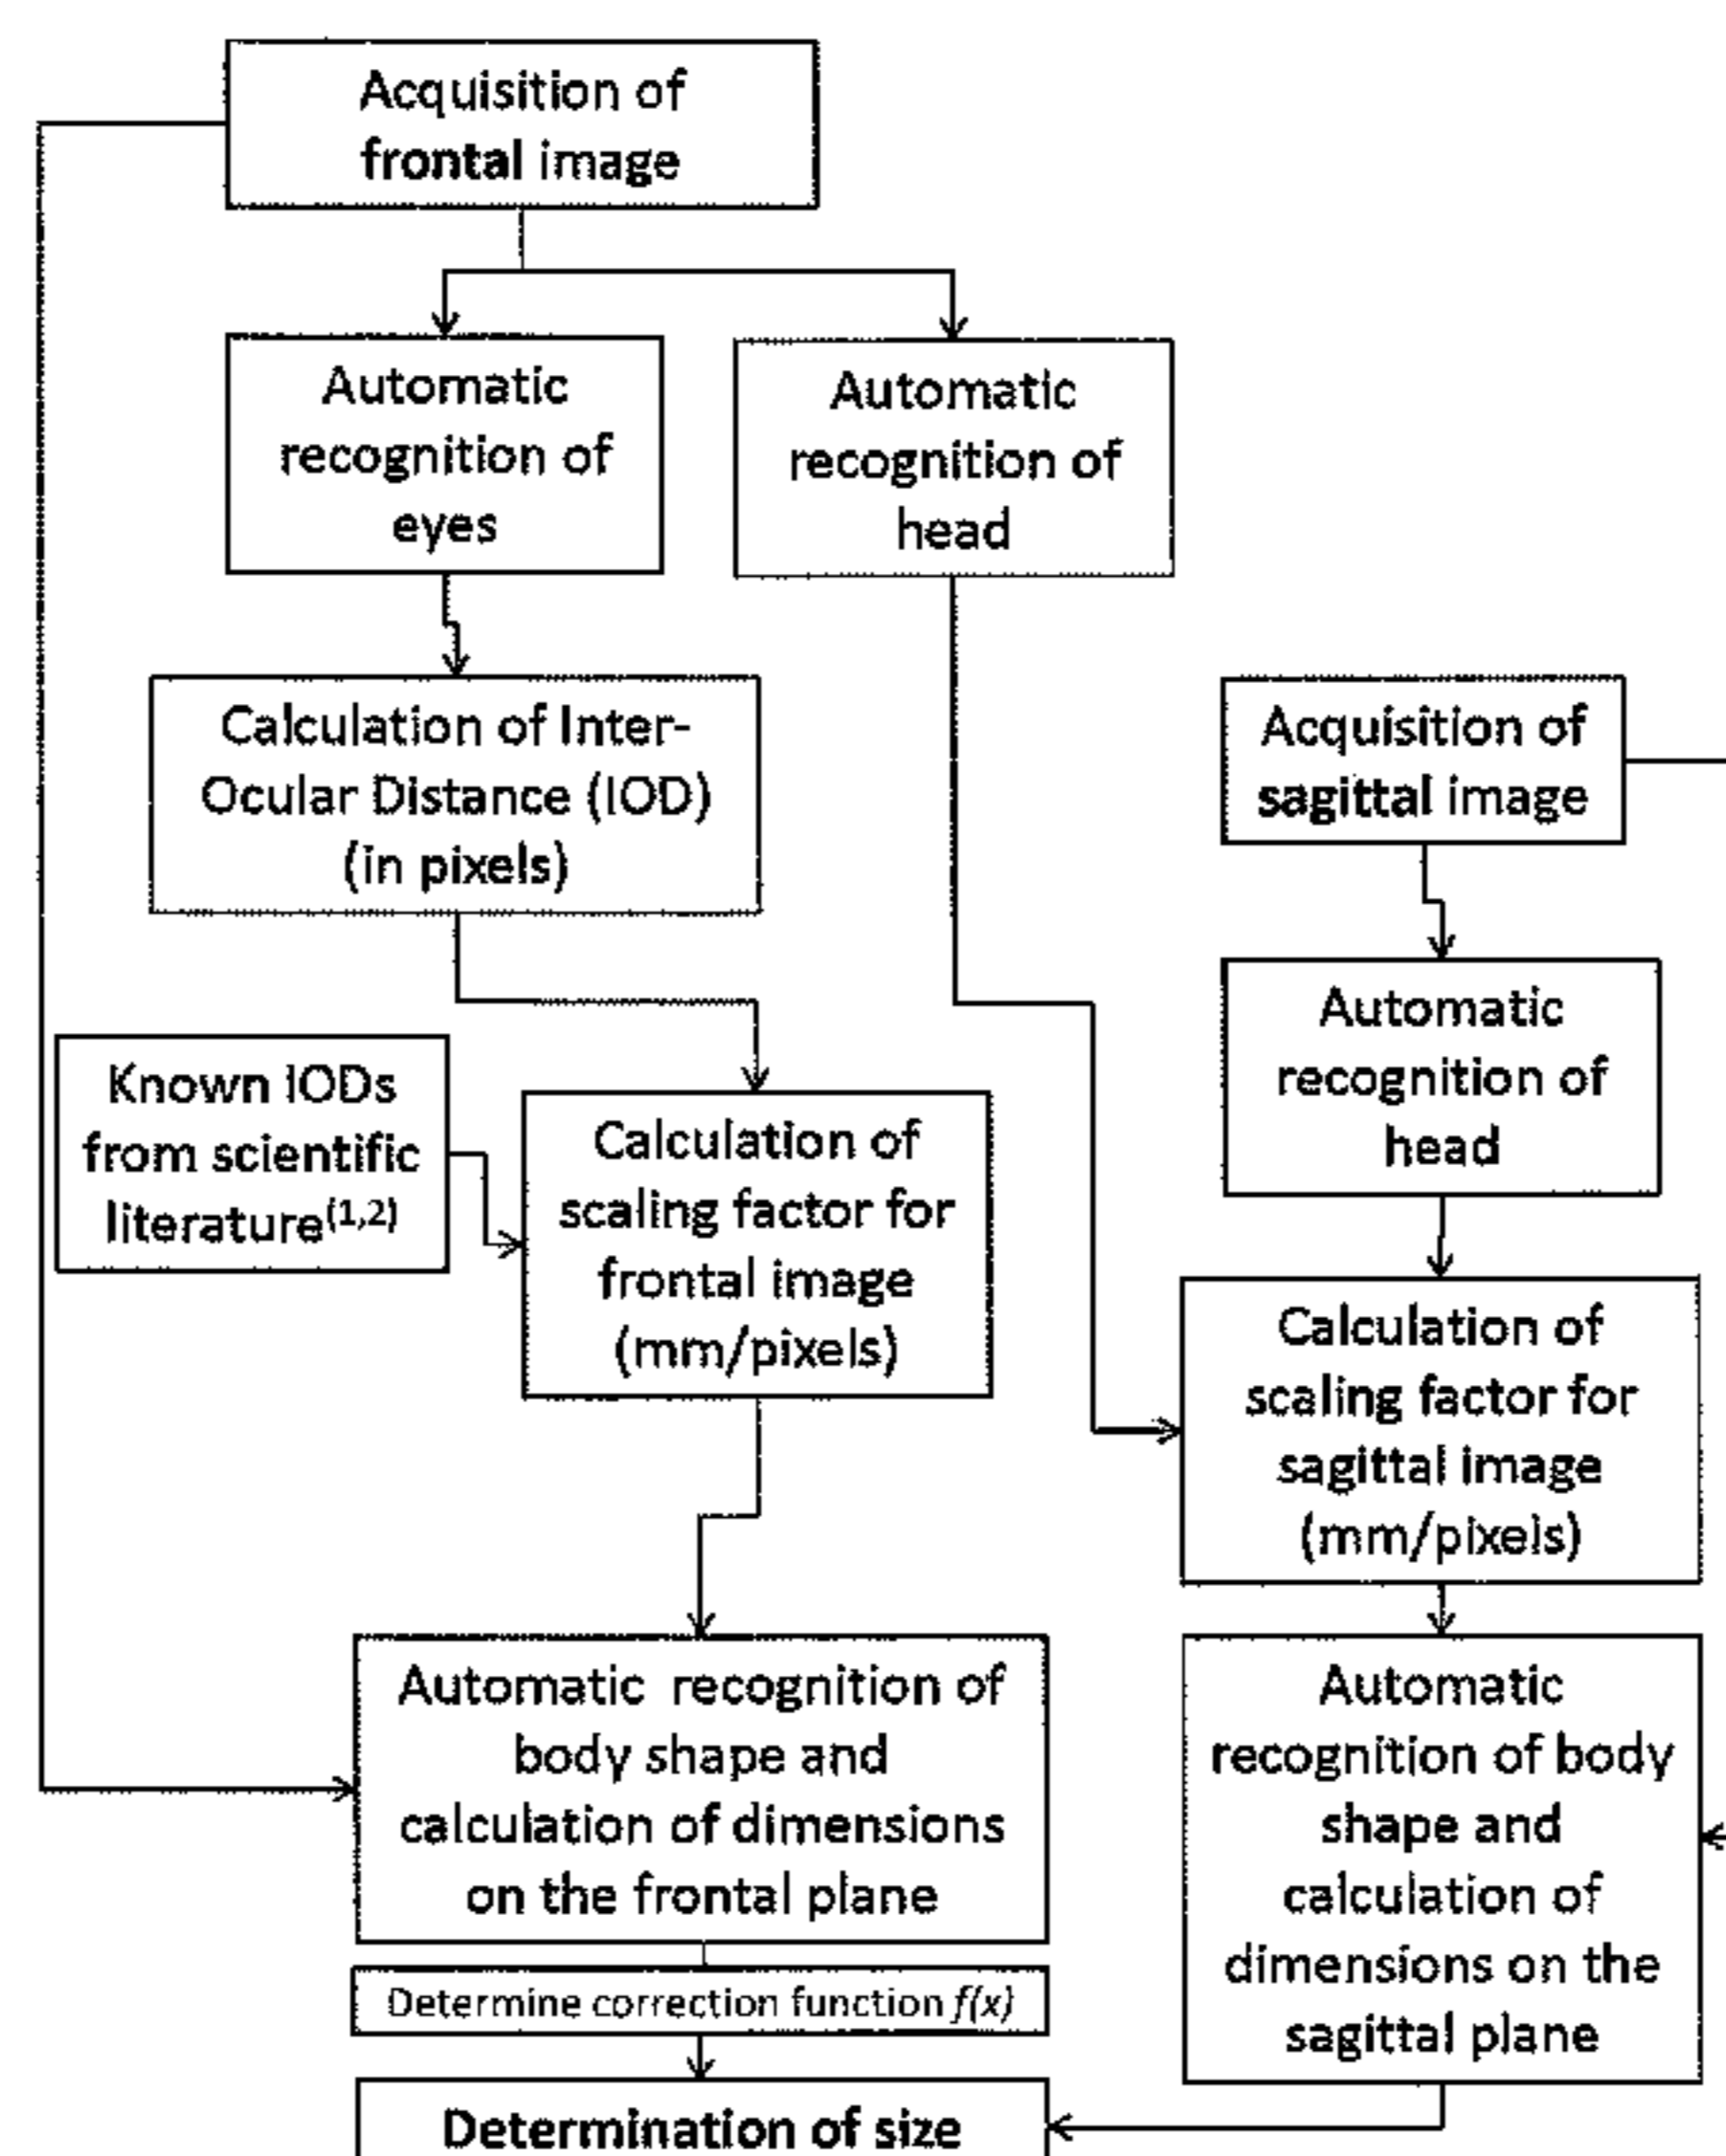 Acquisition of
frontal image
Automatic
recognition of
eyes
Automatic
recognition of
head
Calculation of Inter-
Ocular Distance (IOD)
(in pixels)
Acquisition of
sagittal image
Automatic
recognition of
head
Known IODs
from scientific
literature(1,2)
Calculation of
scaling factor for
frontal image
(mm/pixels)
Calculation of
scaling factor for
sagittal image
(mm/pixels)
Automatic recognition of
body shape and
calculation of dimensions
on the frontal plane
Automatic
recognition of body
shape and
calculation of
dimensions on the
sagittal plane
Determine correction function f(x)
Determination of size